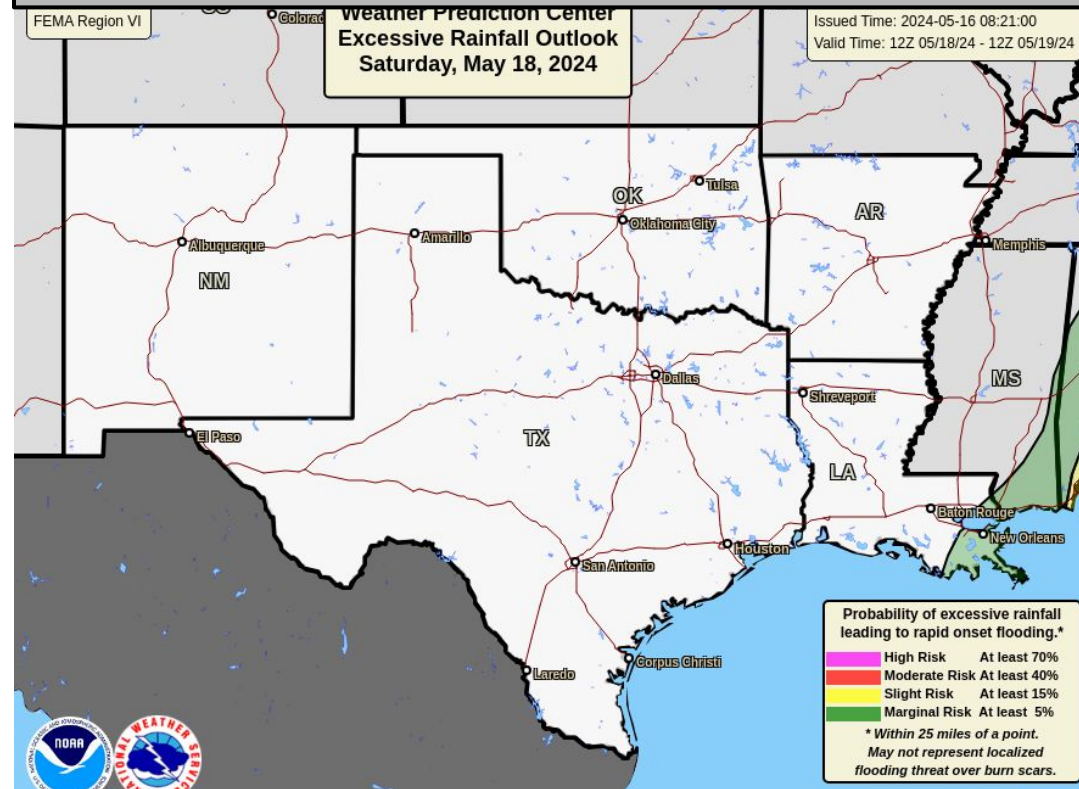 FEMA Region VI
Weather Prediction Center
Excessive Rainfall Outlook
Saturday, May 18, 2024
Issued Time: 2024-05-16 08:21:00
Valid Time: 12Z 05/18/24 - 12Z 05/19/24
Tulsa
OK
Oklahoma City
AR
Albuquerque
Amarillo
Memphis
NM
Dallas
MS
Shreveport
El Paso
TX
LA
Baton Rouge
New Orleans
Houston
San Antonio
Corpus Christi
Laredo
Probability of excessive rainfall
leading to rapid onset flooding.*
High Risk At least 70%
Moderate Risk At least 40%
Slight Risk At least 15%
Marginal Risk At least 5%
* Within 25 miles of a point.
May not represent localized
flooding threat over burn scars.
NOAA